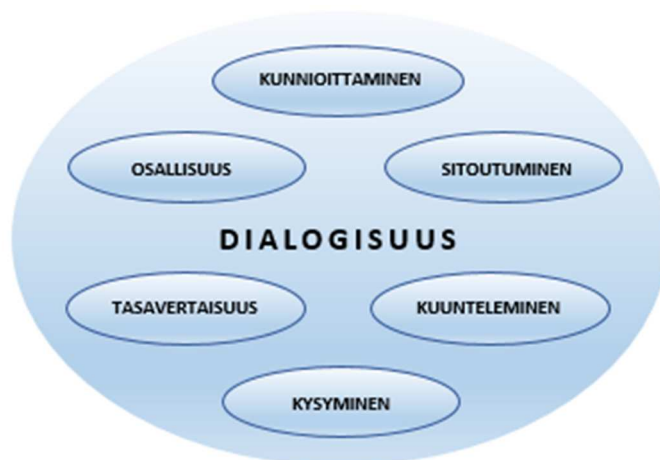 KUNNIOITTAMINEN
OSALLISUUS
SITOUTUMINEN
DIALOGISUUS
TASAVERTAISUUS
KUUNTELEMINEN
KYSYMINEN